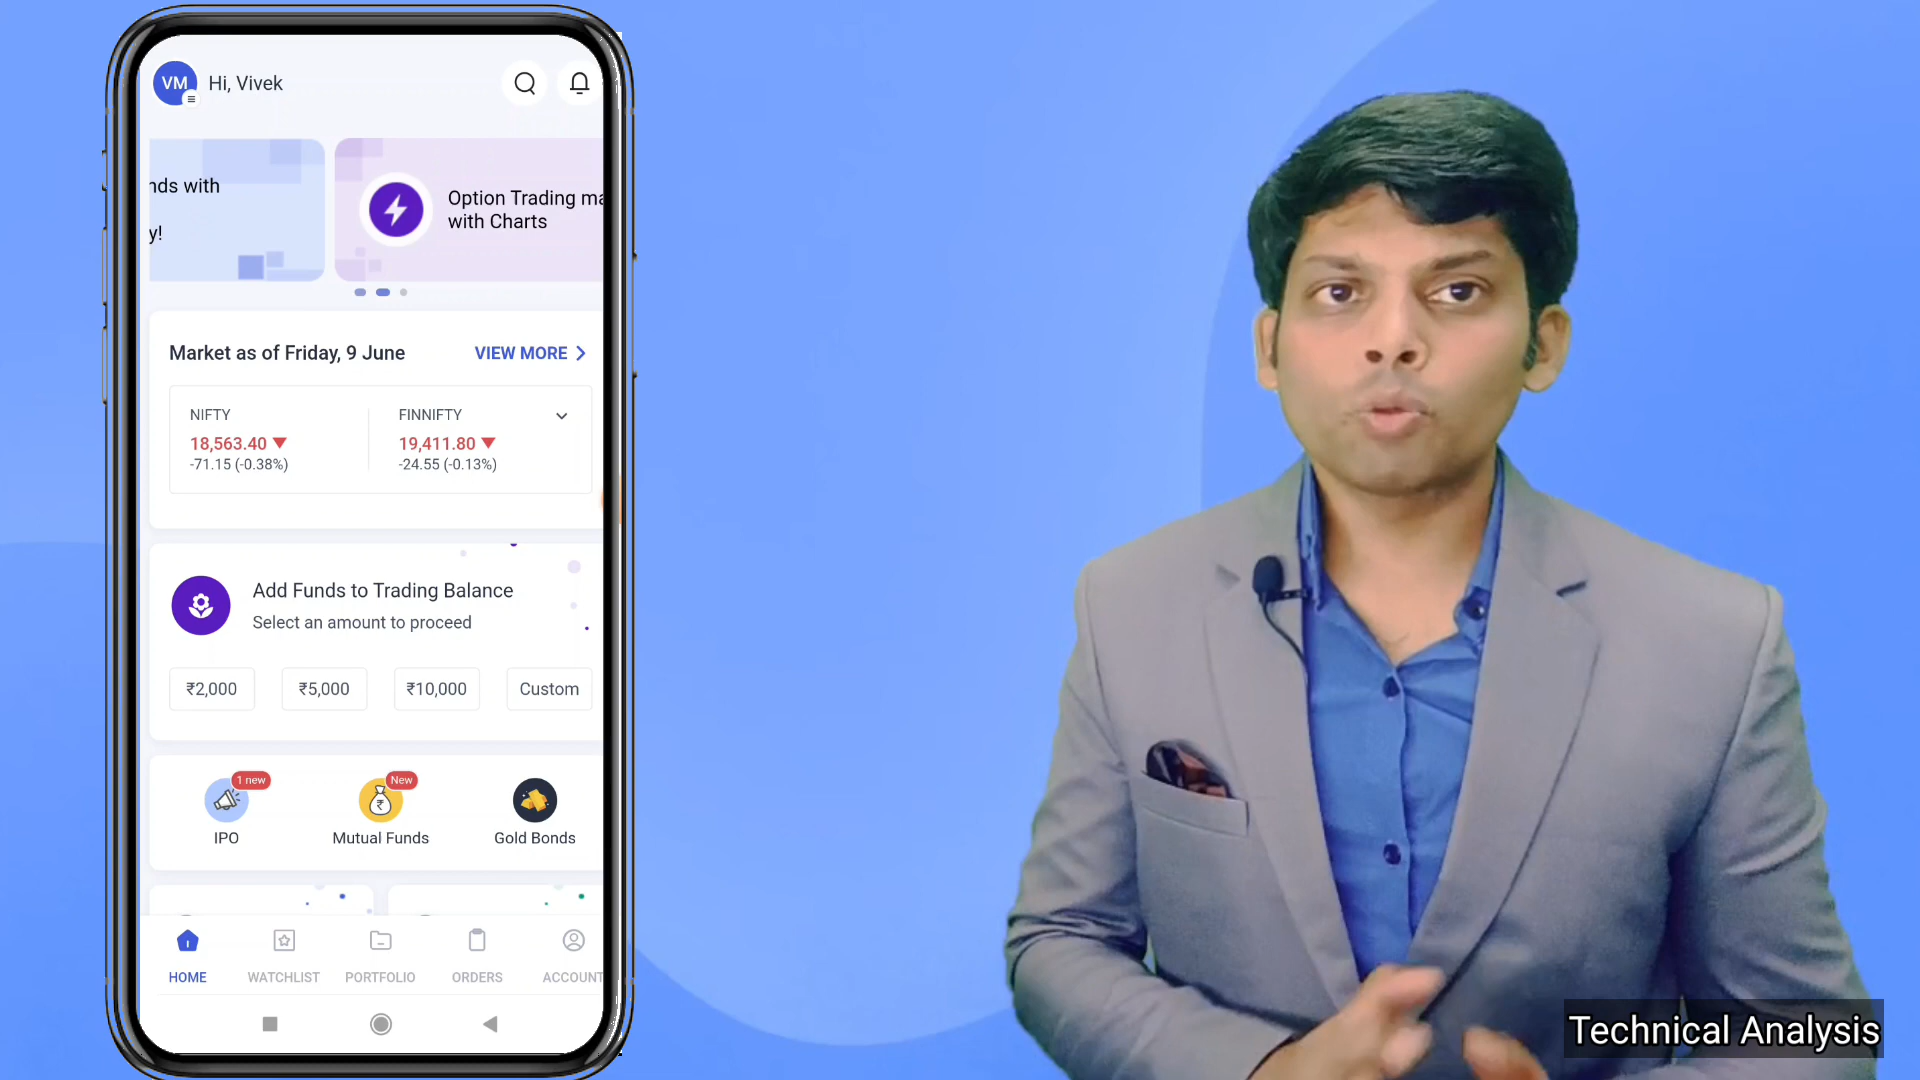 VM
Hi, Vivek
nds with
y!
Option Trading ma
with Charts
Market as of Friday, 9 June
VIEW MORE
NIFTY
FINNIFTY
18,563.40
19,411.80
-71.15 (-0.38%)
-24.55 (-0.13%)
Add Funds to Trading Balance
Select an amount to proceed
₹2,000
₹5,000
₹10,000
Custom
1 new
New
IPO
Mutual Funds
Gold Bonds
HOME
WATCHLIST
PORTFOLIO
ORDERS
ACCOUNT
Technical Analysis